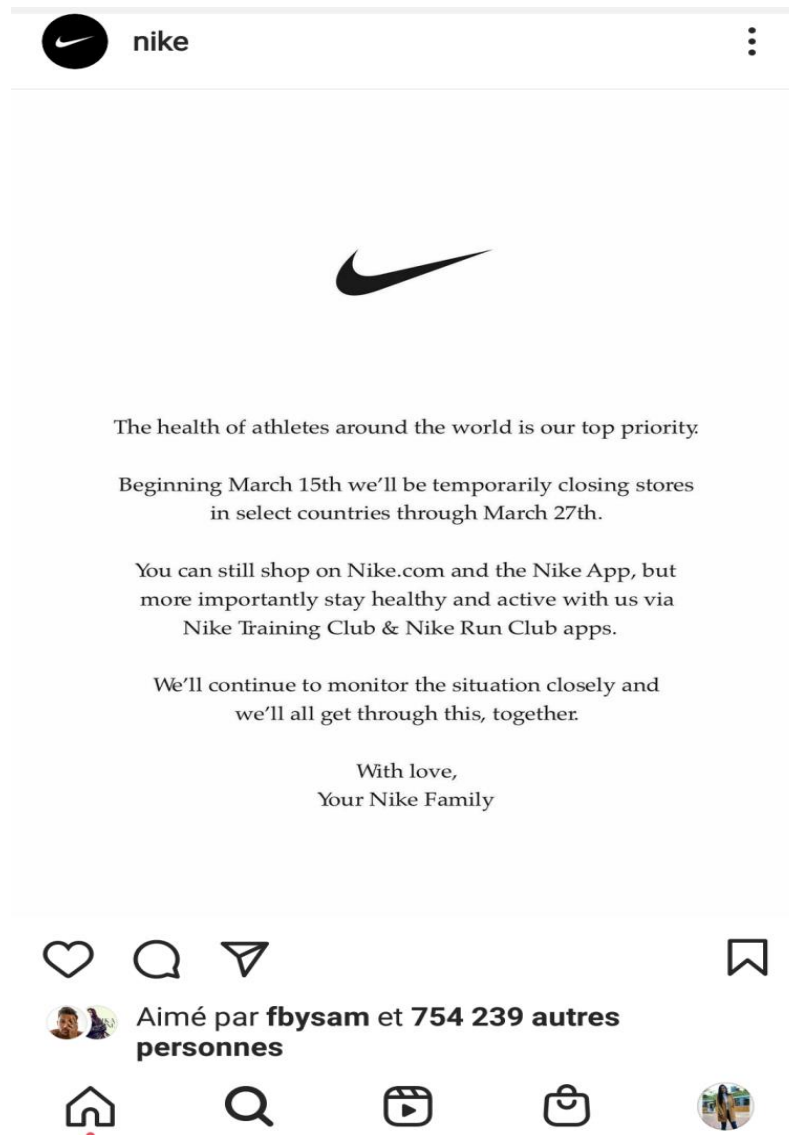 nike
The health of athletes around the world is our top priority.
Beginning March 15th we’ll be temporarily closing stores
in select countries through March 27th.
You can still shop on Nike.com and the Nike App, but
more importantly stay healthy and active with us via
Nike Training Club & Nike Run Club apps.
We’ll continue to monitor the situation closely and
we’ll all get through this, together.
With love,
Your Nike Family
Aimé par fbysam et 754 239 autres
personnes